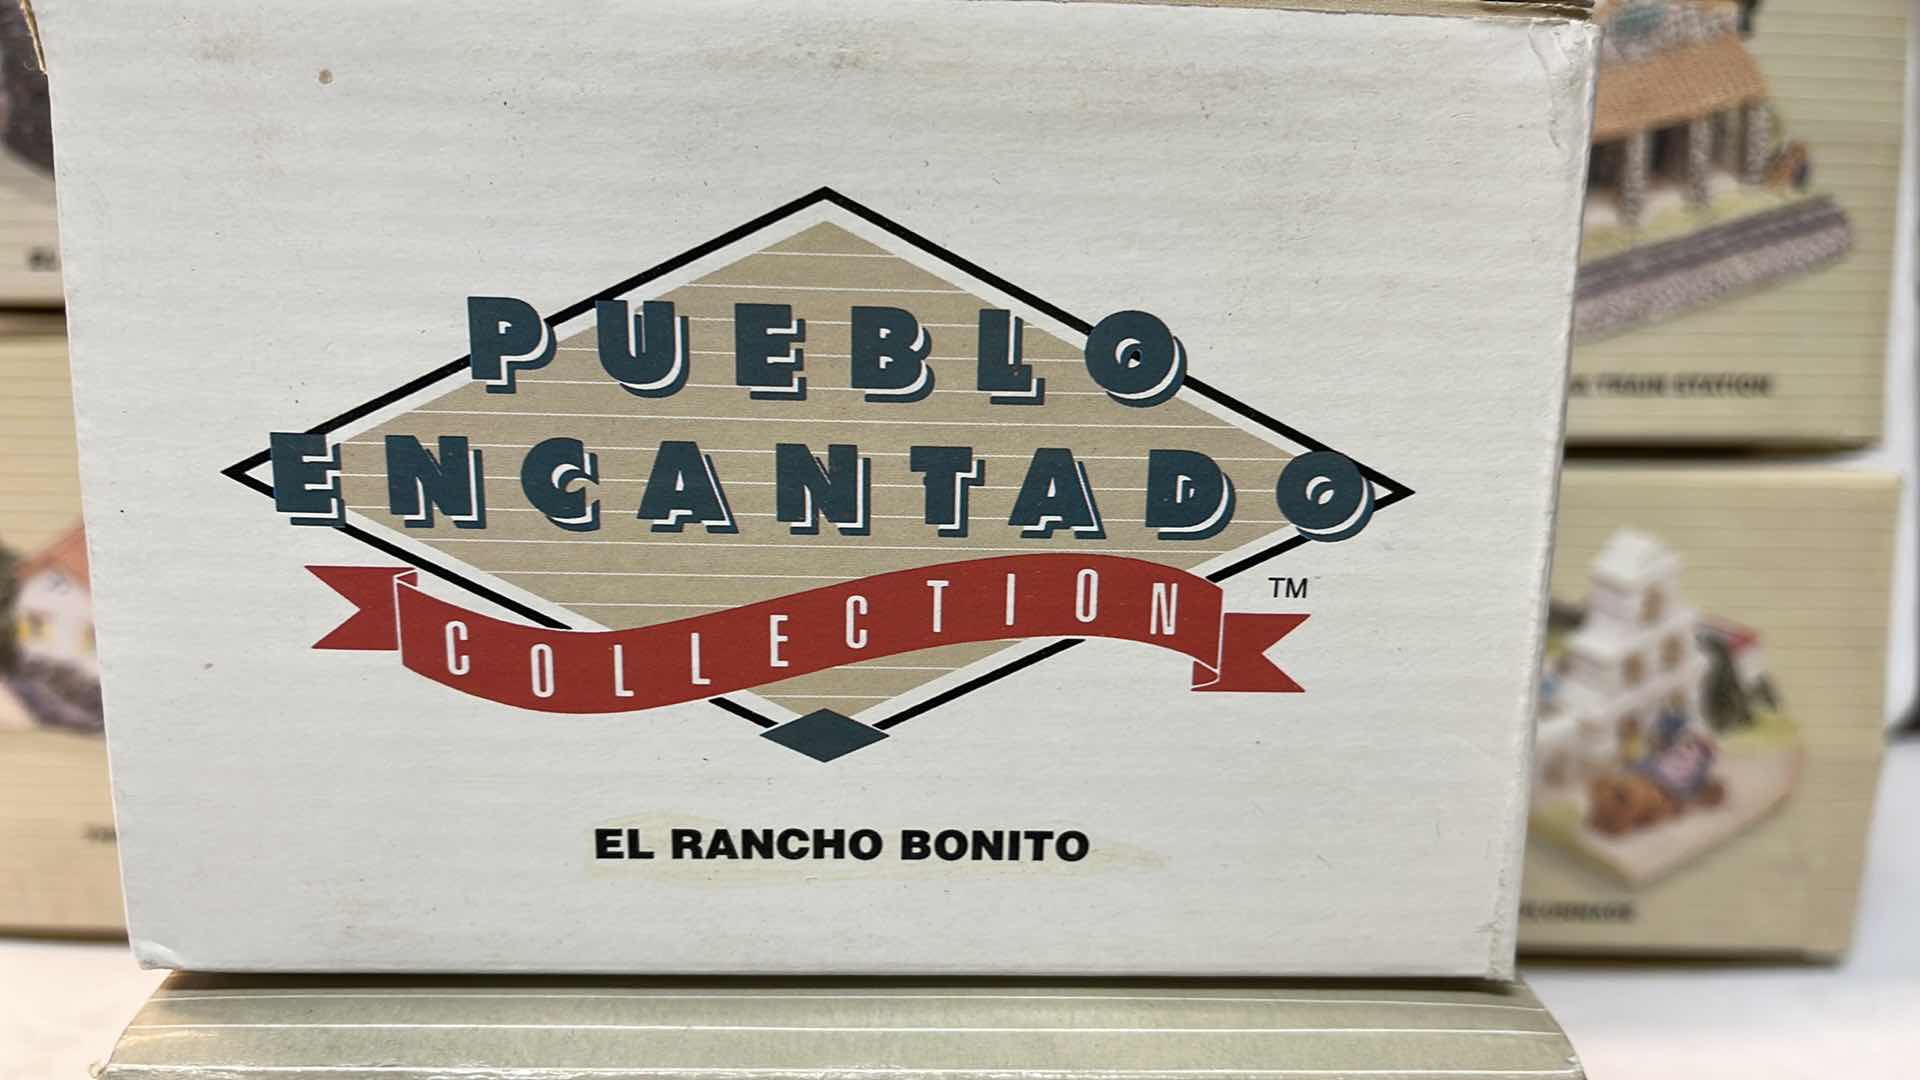 PUEBLO
ENCANTADO
COLLECTION
TM
EL RANCHO BONITO
TRAIN STATION